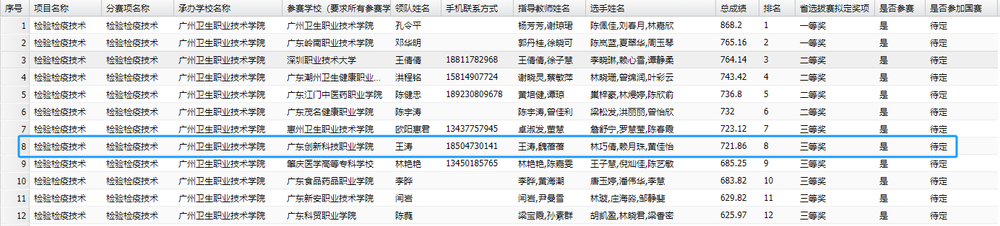 序号 项目名称 分赛项名称 承办学校名称 参赛学校（要求所有参赛学 领队姓名 手机联系方式 指导教师姓名 选手姓名 总成绩 排名 省选拔赛拟定奖项 是否参赛 是否参加国赛
1 检验检疫技术 检验检疫技术 广州卫生职业技术学院 广州卫生职业技术学院 孔令平 杨芳芳,谢琼珺 陈佩佳,刘春月,林嘉欣 868.2 1 一等奖 是 待定
2 检验检疫技术 检验检疫技术 广州卫生职业技术学院 广东岭南职业技术学院 邓华明 郭丹桂,徐晓可 陈岚蓝,夏翠华,周玉琴 765.16 2 一等奖 是 待定
3 检验检疫技术 检验检疫技术 广州卫生职业技术学院 深圳职业技术大学 王倩倩 18811782968 王倩倩,徐子慧 李晓琳,赖心雪,谭静柔 764.14 3 二等奖 是 待定
4 检验检疫技术 检验检疫技术 广州卫生职业技术学院 广东潮州卫生健康职业... 洪程铭 15814907724 谢晓灵,蔡敏萍 林晓珊,曾绵润,叶彩云 743.42 4 二等奖 是 待定
5 检验检疫技术 检验检疫技术 广州卫生职业技术学院 广东江门中医药职业学院 陈健忠 189230809678 黄培健,谭琼 巢梓豪,林熳婷,陈欣俞 736.8 5 二等奖 是 待定
6 检验检疫技术 检验检疫技术 广州卫生职业技术学院 广东茂名健康职业学院 陈宇涛 陈宇涛,曾佳利 梁松发,洪丽丽,曾怡欣 732 6 二等奖 是 待定
7 检验检疫技术 检验检疫技术 广州卫生职业技术学院 惠州卫生职业技术学院 欧阳惠君 13437757945 卓淑发,董慧 詹舒宁,罗慧莹,陈春霞 723.12 7 三等奖 是 待定
8 检验检疫技术 检验检疫技术 广州卫生职业技术学院 广东创新科技职业学院 王涛 18504730141 王涛,魏蓓蓓 林巧倩,赖月珠,黄佳怡 721.86 8 三等奖 是 待定
9 检验检疫技术 检验检疫技术 广州卫生职业技术学院 肇庆医学高等专科学校 林艳艳 13450185765 林艳艳,陈嘉雯 王子慧,倪灿佳,陈艺敏 685.25 9 三等奖 是 待定
10 检验检疫技术 检验检疫技术 广州卫生职业技术学院 广东食品药品职业学院 李晔 李晔,黄海潮 唐玉婷,潘伟华,李慧 683.82 10 三等奖 是 待定
11 检验检疫技术 检验检疫技术 广州卫生职业技术学院 广东新安职业技术学院 闫岩 闫岩,尹曼雪 林璇,庄海淼,邹静斐 629.82 11 三等奖 是 待定
12 检验检疫技术 检验检疫技术 广州卫生职业技术学院 广东科贸职业学院 陈蕤 梁宝霞,孙素群 胡凯盈,林晓君,梁香密 625.97 12 三等奖 是 待定